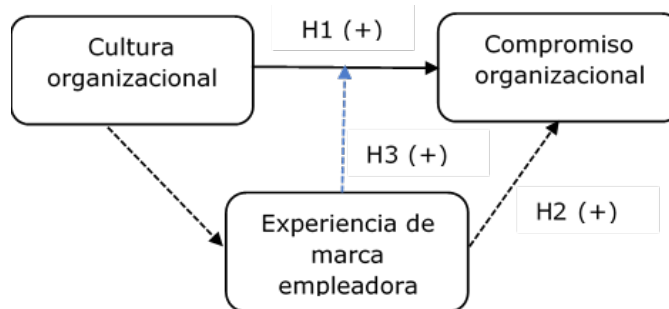 H1 (+)
Cultura
organizacional
Compromiso
organizacional
H3 (+)
H2 (+)
Experiencia de
marca
empleadora